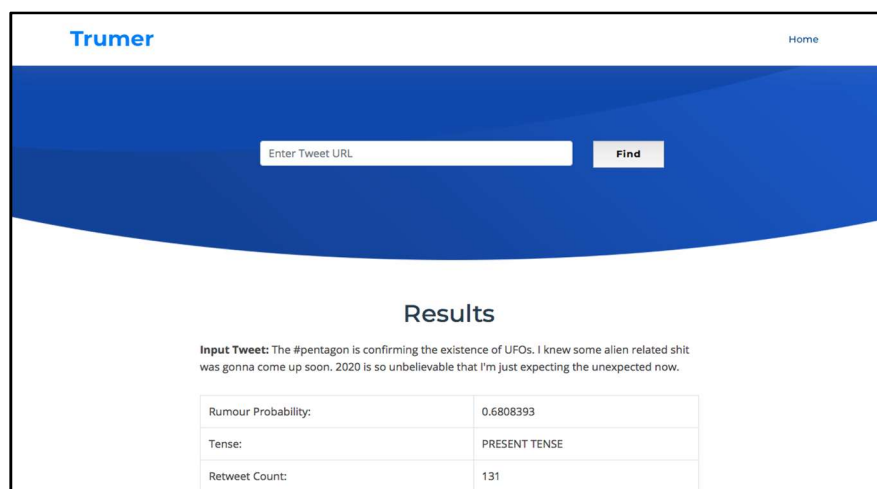 Trumer
Home
Enter Tweet URL
Find
Results
Input Tweet: The #pentagon is confirming the existence of UFOs. I knew some alien related shit
was gonna come up soon. 2020 is so unbelievable that I'm just expecting the unexpected now.
Rumour Probability: 0.6808393
Tense: PRESENT TENSE
Retweet Count: 131